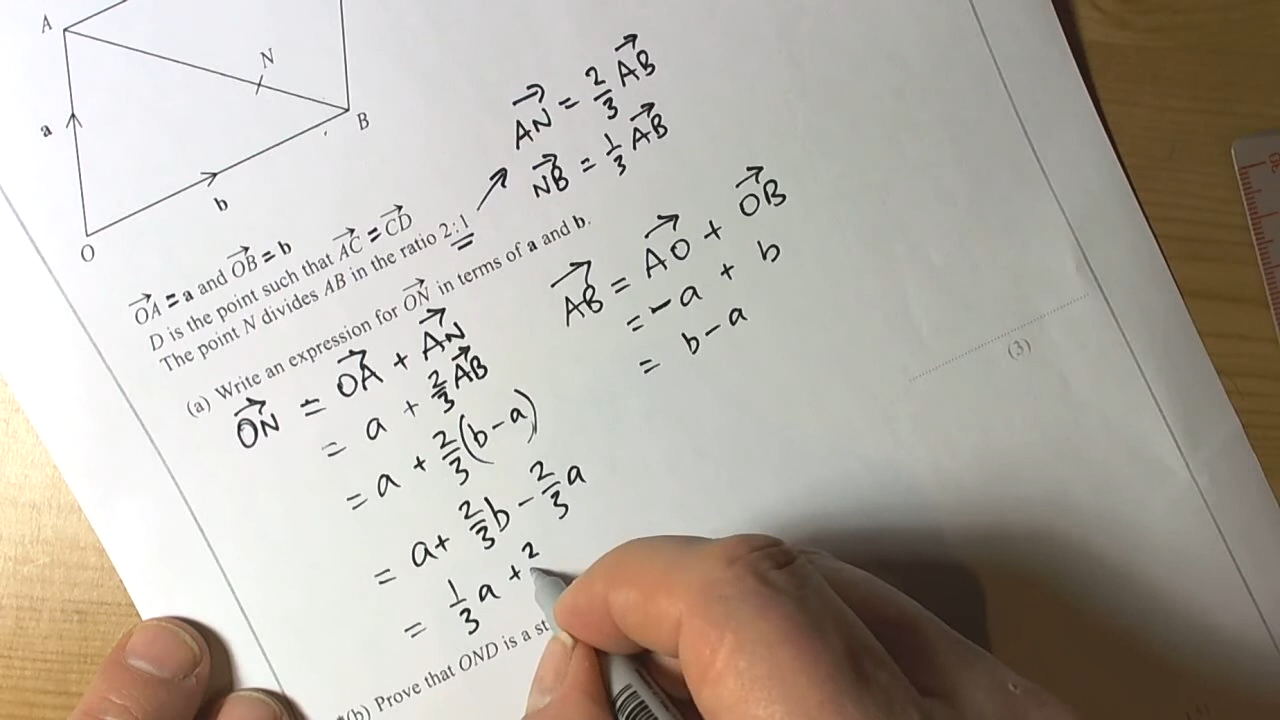 A
N
a
B
b
O
→AN = 2/3 →AB
→NB = 1/3 →AB
→OA = a and →OB = b
D is the point such that →AC = →CD
The point N divides AB in the ratio 2:1
(a) Write an expression for →ON in terms of a and b.
→AB = →AO + →OB
= -a + b
= b - a
(3)
→ON = →OA + →AN
= a + 2/3 →AB
= a + 2/3(b - a)
= a + 2/3b - 2/3a
= 1/3a + 2
*(b) Prove that OND is a st